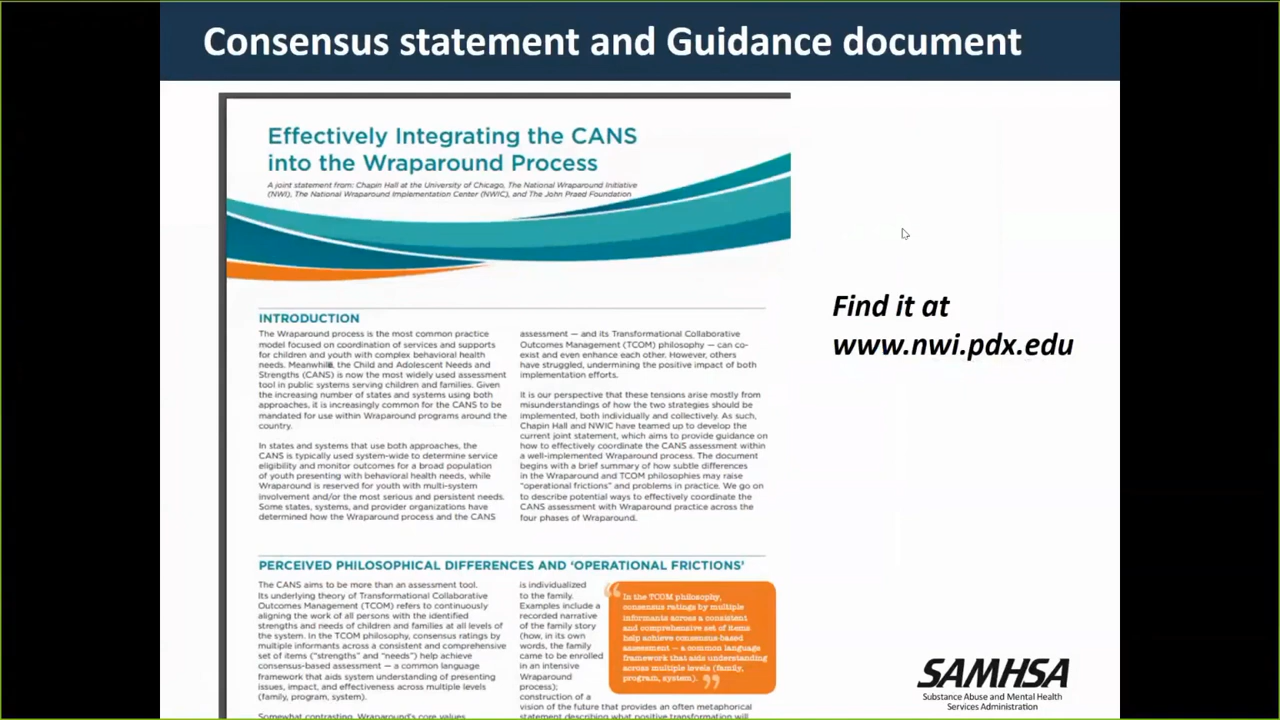 Consensus statement and Guidance document
Effectively Integrating the CANS
into the Wraparound Process
A joint statement from: Chapin Hall at the University of Chicago, The National Wraparound Initiative
(NWI), The National Wraparound Implementation Center (NWIC), and The John Praed Foundation
INTRODUCTION
The Wraparound process is the most common practice
model focused on coordination of services and supports
for children and youth with complex behavioral health
needs. Meanwhile, the Child and Adolescent Needs and
Strengths (CANS) is now the most widely used assessment
tool in public systems serving children and families. Given
the increasing number of states and systems using both
approaches, it is increasingly common for the CANS to be
mandated for use within Wraparound programs around the
country.
In states and systems that use both approaches, the
CANS is typically used system-wide to determine service
eligibility and monitor outcomes for a broad population
of youth presenting with behavioral health needs, while
Wraparound is reserved for youth with multi-system
involvement and/or the most serious and persistent needs.
Some states, systems, and provider organizations have
determined how the Wraparound process and the CANS
assessment — and its Transformational Collaborative
Outcomes Management (TCOM) philosophy — can co-
exist and even enhance each other. However, others
have struggled, undermining the positive impact of both
implementation efforts.
It is our perspective that these tensions arise mostly from
misunderstandings of how the two strategies should be
implemented, both individually and collectively. As such,
Chapin Hall and NWIC have teamed up to develop the
current joint statement, which aims to provide guidance on
how to effectively coordinate the CANS assessment within
a well-implemented Wraparound process. The document
begins with a brief summary of how subtle differences
in the Wraparound and TCOM philosophies may raise
“operational frictions” and problems in practice. We go on
to describe potential ways to effectively coordinate the
CANS assessment with Wraparound practice across the
four phases of Wraparound.
PERCEIVED PHILOSOPHICAL DIFFERENCES AND ‘OPERATIONAL FRICTIONS’
The CANS aims to be more than an assessment tool.
Its underlying theory of Transformational Collaborative
Outcomes Management (TCOM) refers to continuously
aligning the work of all persons with the identified
strengths and needs of children and families at all levels of
the system. In the TCOM philosophy, consensus ratings by
multiple informants across a consistent and comprehensive
set of items (“strengths” and “needs”) help achieve
consensus-based assessment — a common language
framework that aids system understanding of presenting
issues, impact, and effectiveness across multiple levels
(family, program, system).
Somewhat contrasting, Wraparound's core values
is individualized
to the family.
Examples include a
recorded narrative
of the family story
(how, in its own
words, the family
came to be enrolled
in an intensive
Wraparound
process);
construction of a
vision of the future that provides an often metaphorical
statement describing what positive transformation will
“In the TCOM philosophy,
consensus ratings by multiple
informants across a consistent
and comprehensive set of items
help achieve consensus-based
assessment — a common language
framework that aids understanding
across multiple levels (family,
program, system). ”
Find it at
www.nwi.pdx.edu
SAMHSA
Substance Abuse and Mental Health
Services Administration